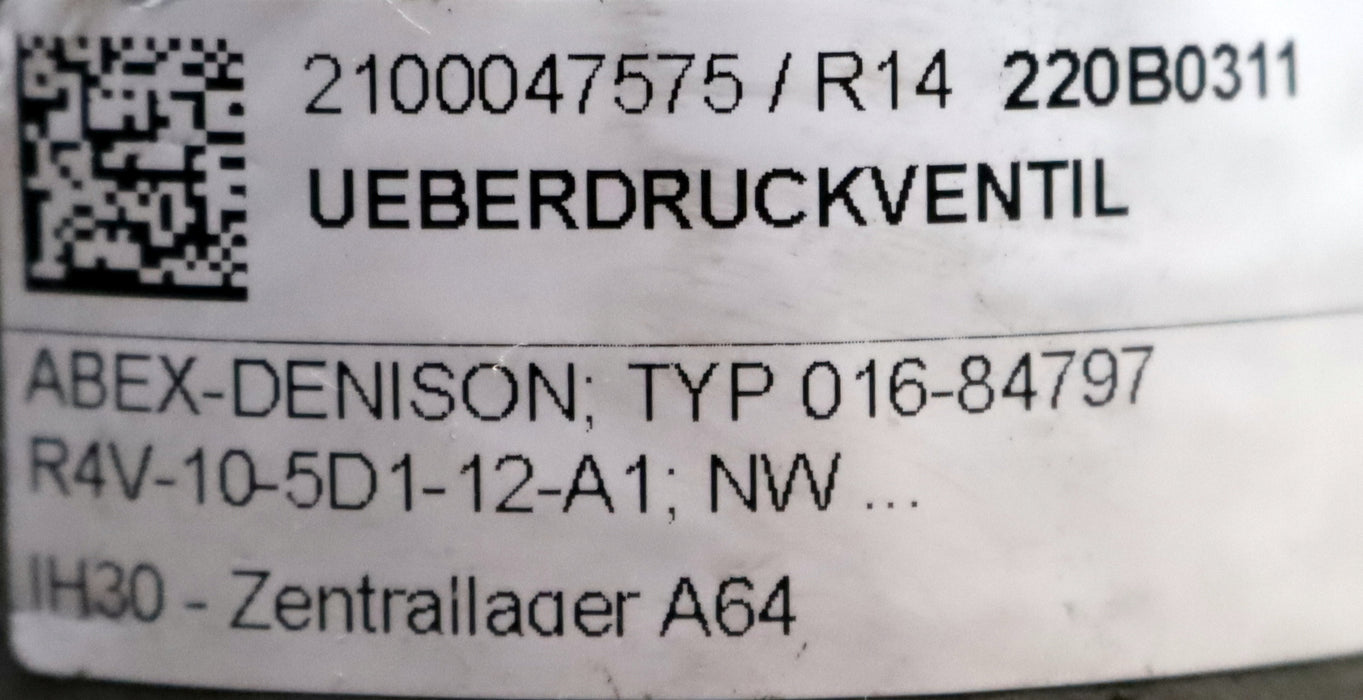 2100047575 / R14 220B0311
UEBERDRUCKVENTIL
ABEX-DENISON; TYP 016-84797
R4V-10-5D1-12-A1; NW ...
IH30 - Zentrallager A64